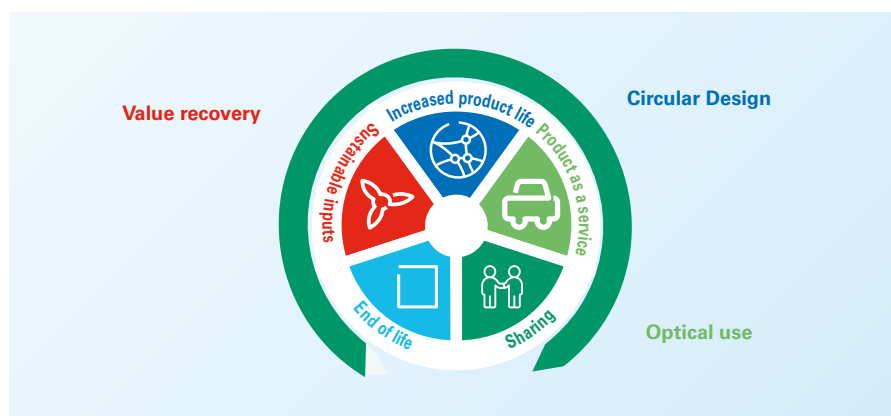 Value recovery
Circular Design
Increased product life
Sustainable inputs
Product as a service
End of life
Sharing
Optical use